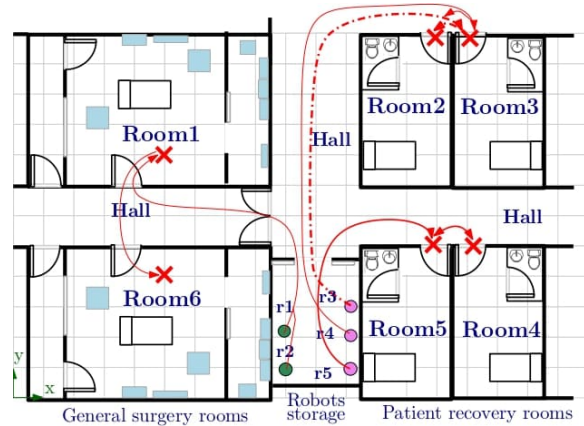 Room2
Room3
Room1
Hall
Hall
Hall
Room6
r3
r1
r4
Room5
Room4
r2
r5
y
x
General surgery rooms
Robots
storage
Patient recovery rooms